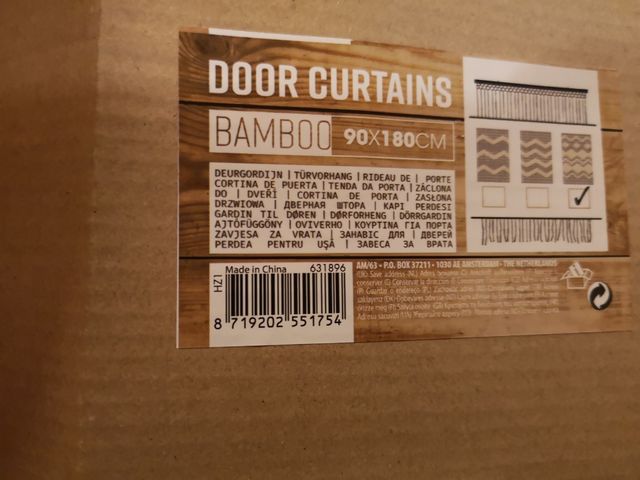 DOOR CURTAINS
BAMBOO 90X180CM
DEURGORDIJN | TÜRVORHANG | RIDEAU DE | PORTE
CORTINA DE PUERTA | TENDA DA PORTA | ZÁCLONA
DO | DVEŘÍ | CORTINA DE PORTA | ZASŁONA
DRZWIOWA | ДВЕРНАЯ ШТОРА | KAPI PERDESI
GARDIN TIL DØREN | DØRFORHENG | DÖRRGARDIN
AJTÓFÜGGÖNY | OVIVERHO | ΚΟΥΡΤΙΝΑ ΓΙΑ ΠΟΡΤΑ
ZAVJESA ZA VRATA | ЗАНАВІС ДЛЯ | ДВЕРЕЙ
PERDEA PENTRU UŞĂ | ЗАВЕСА ЗА ВРАТА
Made in China 631896
HZ1
8 719202 551754
AM/63 - P.O. BOX 37211 - 1030 AE AMSTERDAM - THE NETHERLANDS